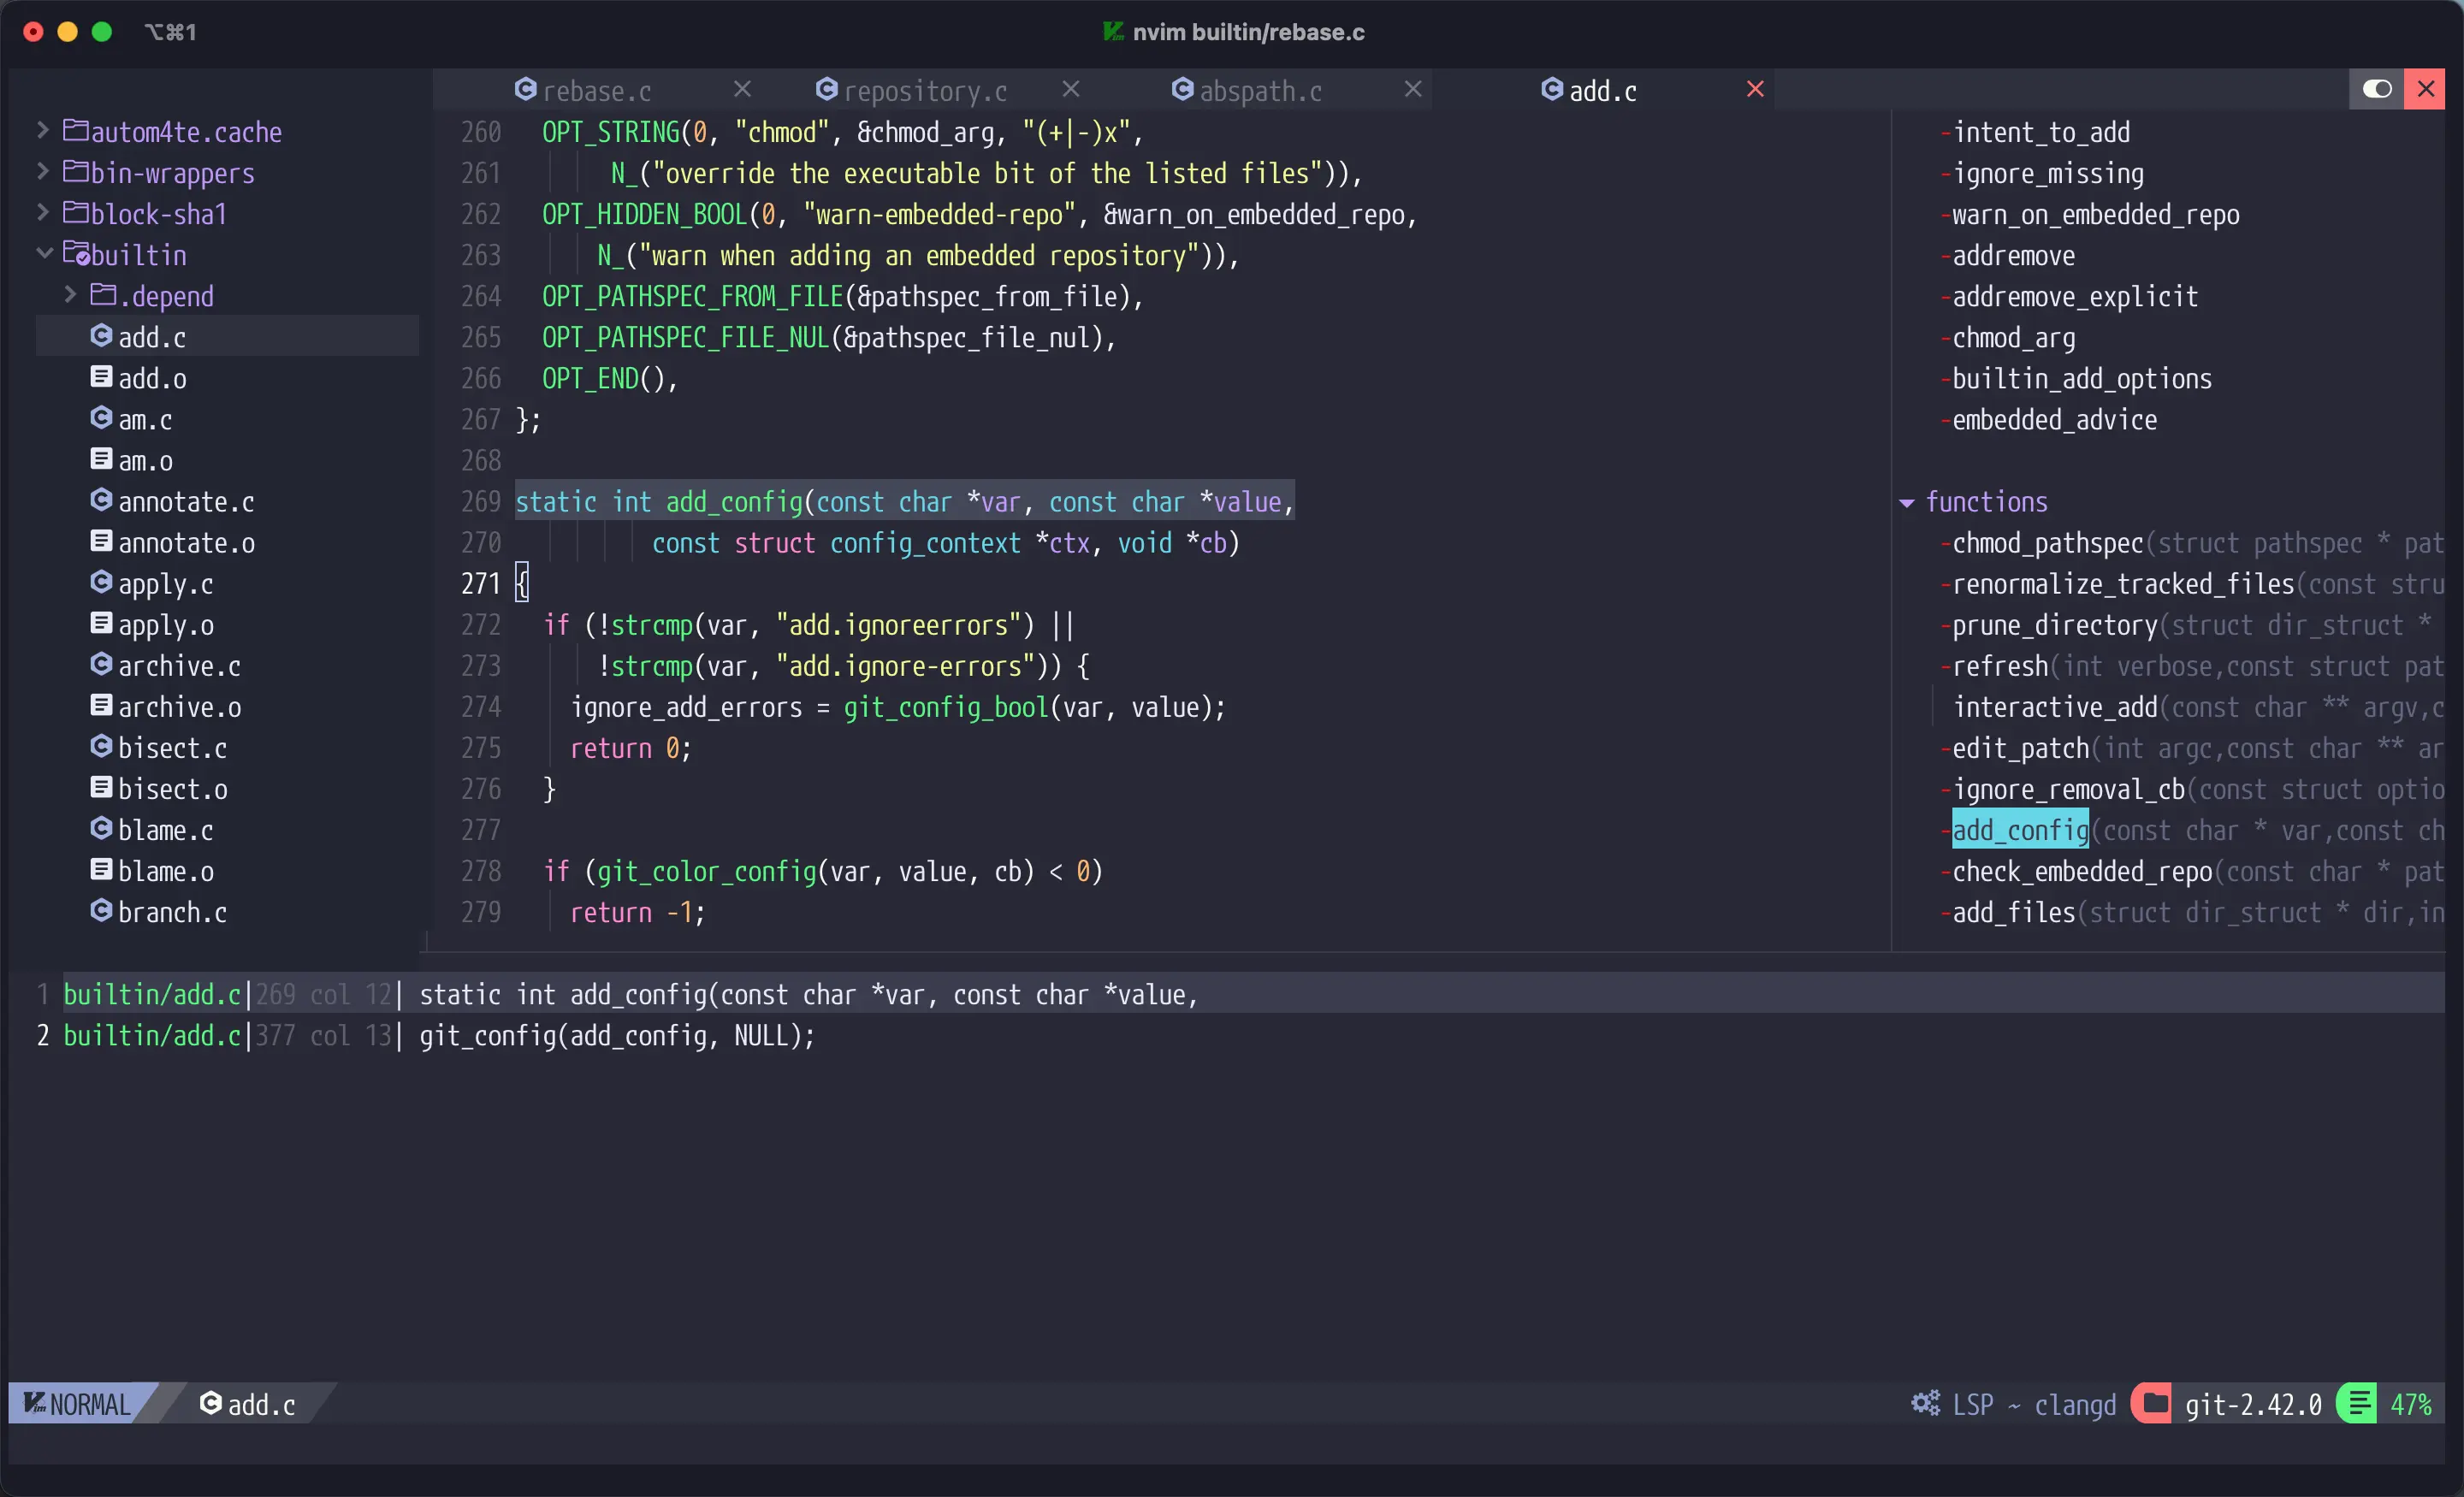 ⌥⌘1
nvim builtin/rebase.c
rebase.c
repository.c
abspath.c
add.c
autom4te.cache
bin-wrappers
block-sha1
builtin
.depend
add.c
add.o
am.c
am.o
annotate.c
annotate.o
apply.c
apply.o
archive.c
archive.o
bisect.c
bisect.o
blame.c
blame.o
branch.c
260 OPT_STRING(0, "chmod", &chmod_arg, "(+|-)x",
261 N_("override the executable bit of the listed files")),
262 OPT_HIDDEN_BOOL(0, "warn-embedded-repo", &warn_on_embedded_repo,
263 N_("warn when adding an embedded repository")),
264 OPT_PATHSPEC_FROM_FILE(&pathspec_from_file),
265 OPT_PATHSPEC_FILE_NUL(&pathspec_file_nul),
266 OPT_END(),
267 };
268
269 static int add_config(const char *var, const char *value,
270 const struct config_context *ctx, void *cb)
271 {
272 if (!strcmp(var, "add.ignoreerrors") ||
273 !strcmp(var, "add.ignore-errors")) {
274 ignore_add_errors = git_config_bool(var, value);
275 return 0;
276 }
277
278 if (git_color_config(var, value, cb) < 0)
279 return -1;
-intent_to_add
-ignore_missing
-warn_on_embedded_repo
-addremove
-addremove_explicit
-chmod_arg
-builtin_add_options
-embedded_advice
functions
-chmod_pathspec(struct pathspec * pat
-renormalize_tracked_files(const stru
-prune_directory(struct dir_struct *
-refresh(int verbose,const struct pat
interactive_add(const char ** argv,c
-edit_patch(int argc,const char ** ar
-ignore_removal_cb(const struct optio
-add_config(const char * var,const ch
-check_embedded_repo(const char * pat
-add_files(struct dir_struct * dir,in
1 builtin/add.c|269 col 12| static int add_config(const char *var, const char *value,
2 builtin/add.c|377 col 13| git_config(add_config, NULL);
NORMAL
add.c
LSP ~ clangd
git-2.42.0
47%